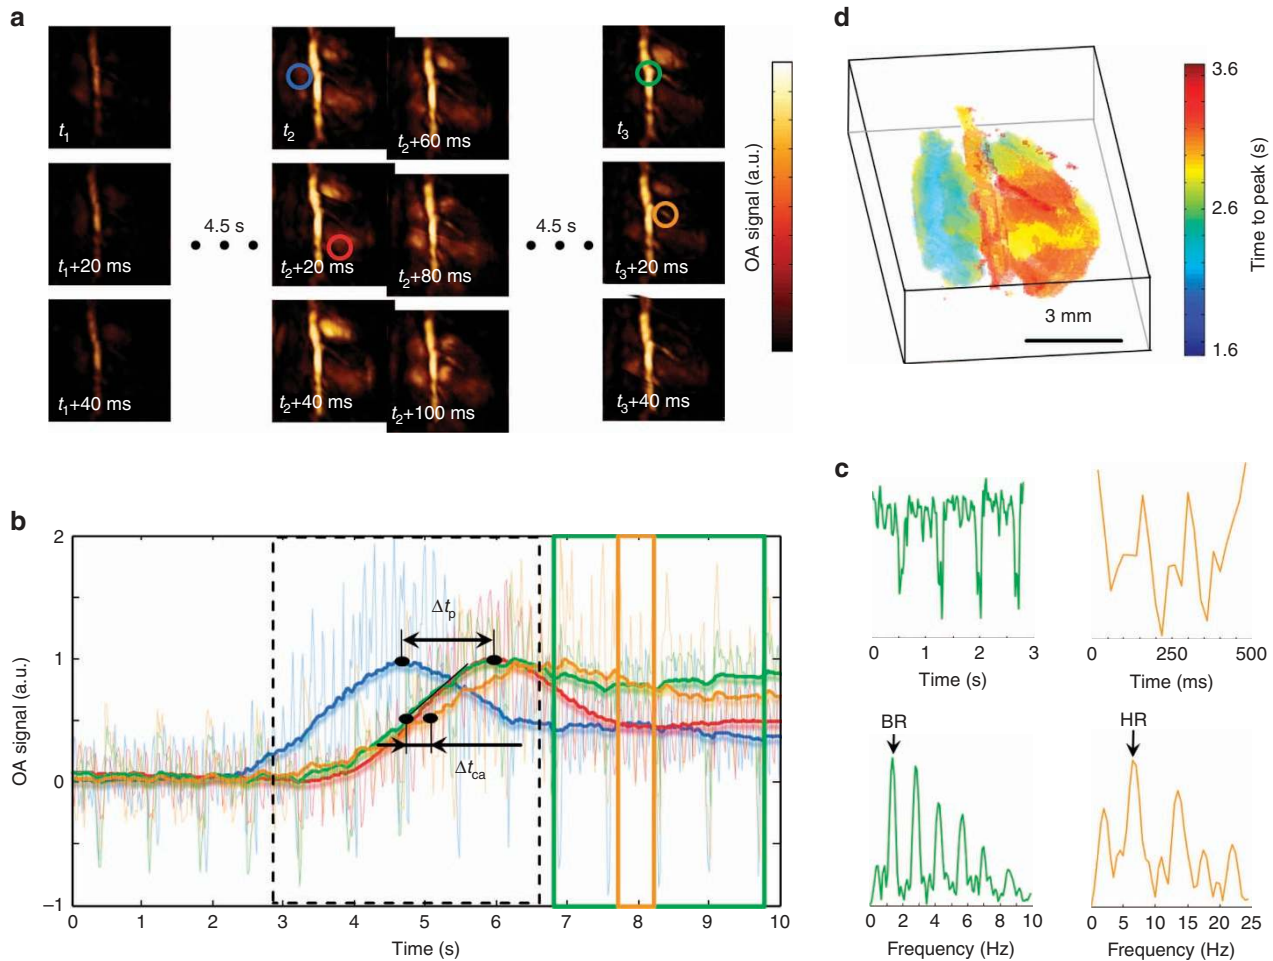 a
t1
t1+20 ms
t1+40 ms
4.5 s
t2
t2+20 ms
t2+40 ms
t2+60 ms
t2+80 ms
t2+100 ms
4.5 s
t3
t3+20 ms
t3+40 ms
OA signal (a.u.)
d
3 mm
3.6
2.6
1.6
Time to peak (s)
b
2
1
0
−1
OA signal (a.u.)
Δtp
Δtca
0 1 2 3 4 5 6 7 8 9 10
Time (s)
c
0 1 2 3
Time (s)
0 250 500
Time (ms)
BR
0 2 4 6 8 10
Frequency (Hz)
HR
0 5 10 15 20 25
Frequency (Hz)